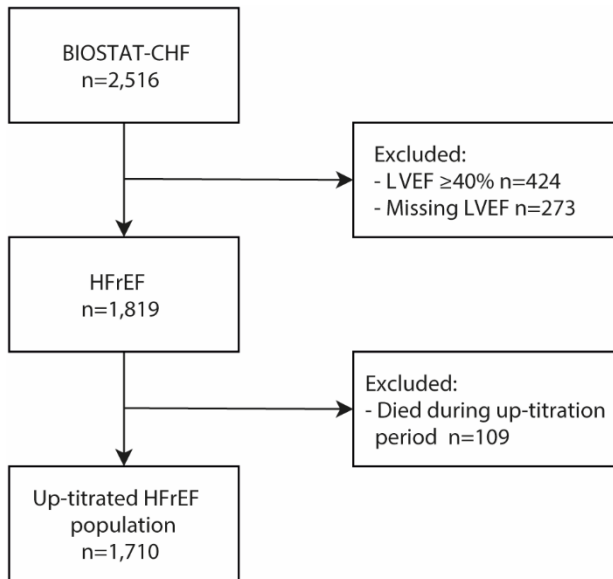 BIOSTAT-CHF
n=2,516
Excluded:
- LVEF ≥40% n=424
- Missing LVEF n=273
HFrEF
n=1,819
Excluded:
- Died during up-titration
period n=109
Up-titrated HFrEF
population
n=1,710